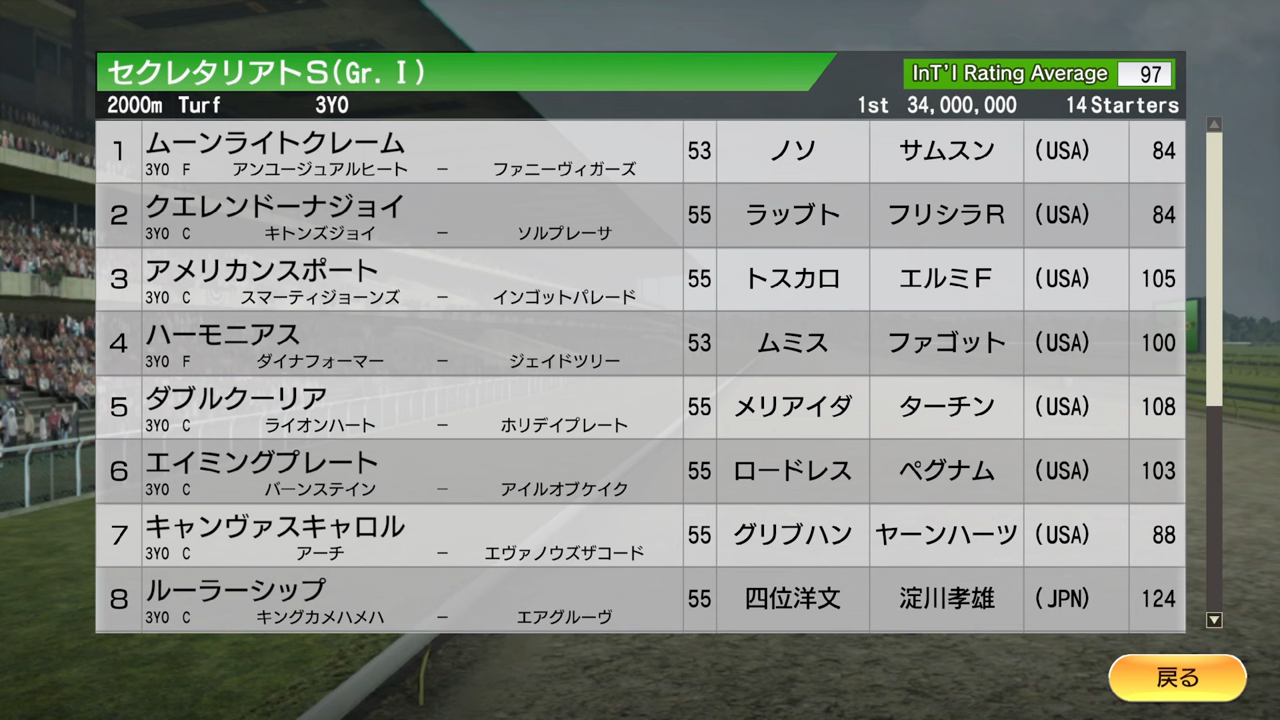 セクレタリアトS(Gr. I)
InT'l Rating Average 97
2000m Turf 3YO 1st 34,000,000 14Starters
1 ムーンライトクレーム 53 ノソ サムスン (USA) 84
3YO F アンユージュアルヒート － ファニーヴィガーズ
2 クエレンドーナジョイ 55 ラップト フリシラR (USA) 84
3YO C キトンズジョイ － ソルプレーサ
3 アメリカンスポート 55 トスカロ エルミF (USA) 105
3YO C スマーティジョーンズ － インゴットパレード
4 ハーモニアス 53 ムミス ファゴット (USA) 100
3YO F ダイナフォーマー － ジェイドツリー
5 ダブルクーリア 55 メリアイダ ターチン (USA) 108
3YO C ライオンハート － ホリデイプレート
6 エイミングプレート 55 ロードレス ペグナム (USA) 103
3YO C バーンステイン － アイルオブケイク
7 キャンヴァスキャロル 55 グリブハン ヤーンハーツ (USA) 88
3YO C アーチ － エヴァノウズザコード
8 ルーラーシップ 55 四位洋文 淀川孝雄 (JPN) 124
3YO C キングカメハメハ － エアグルーヴ
戻る